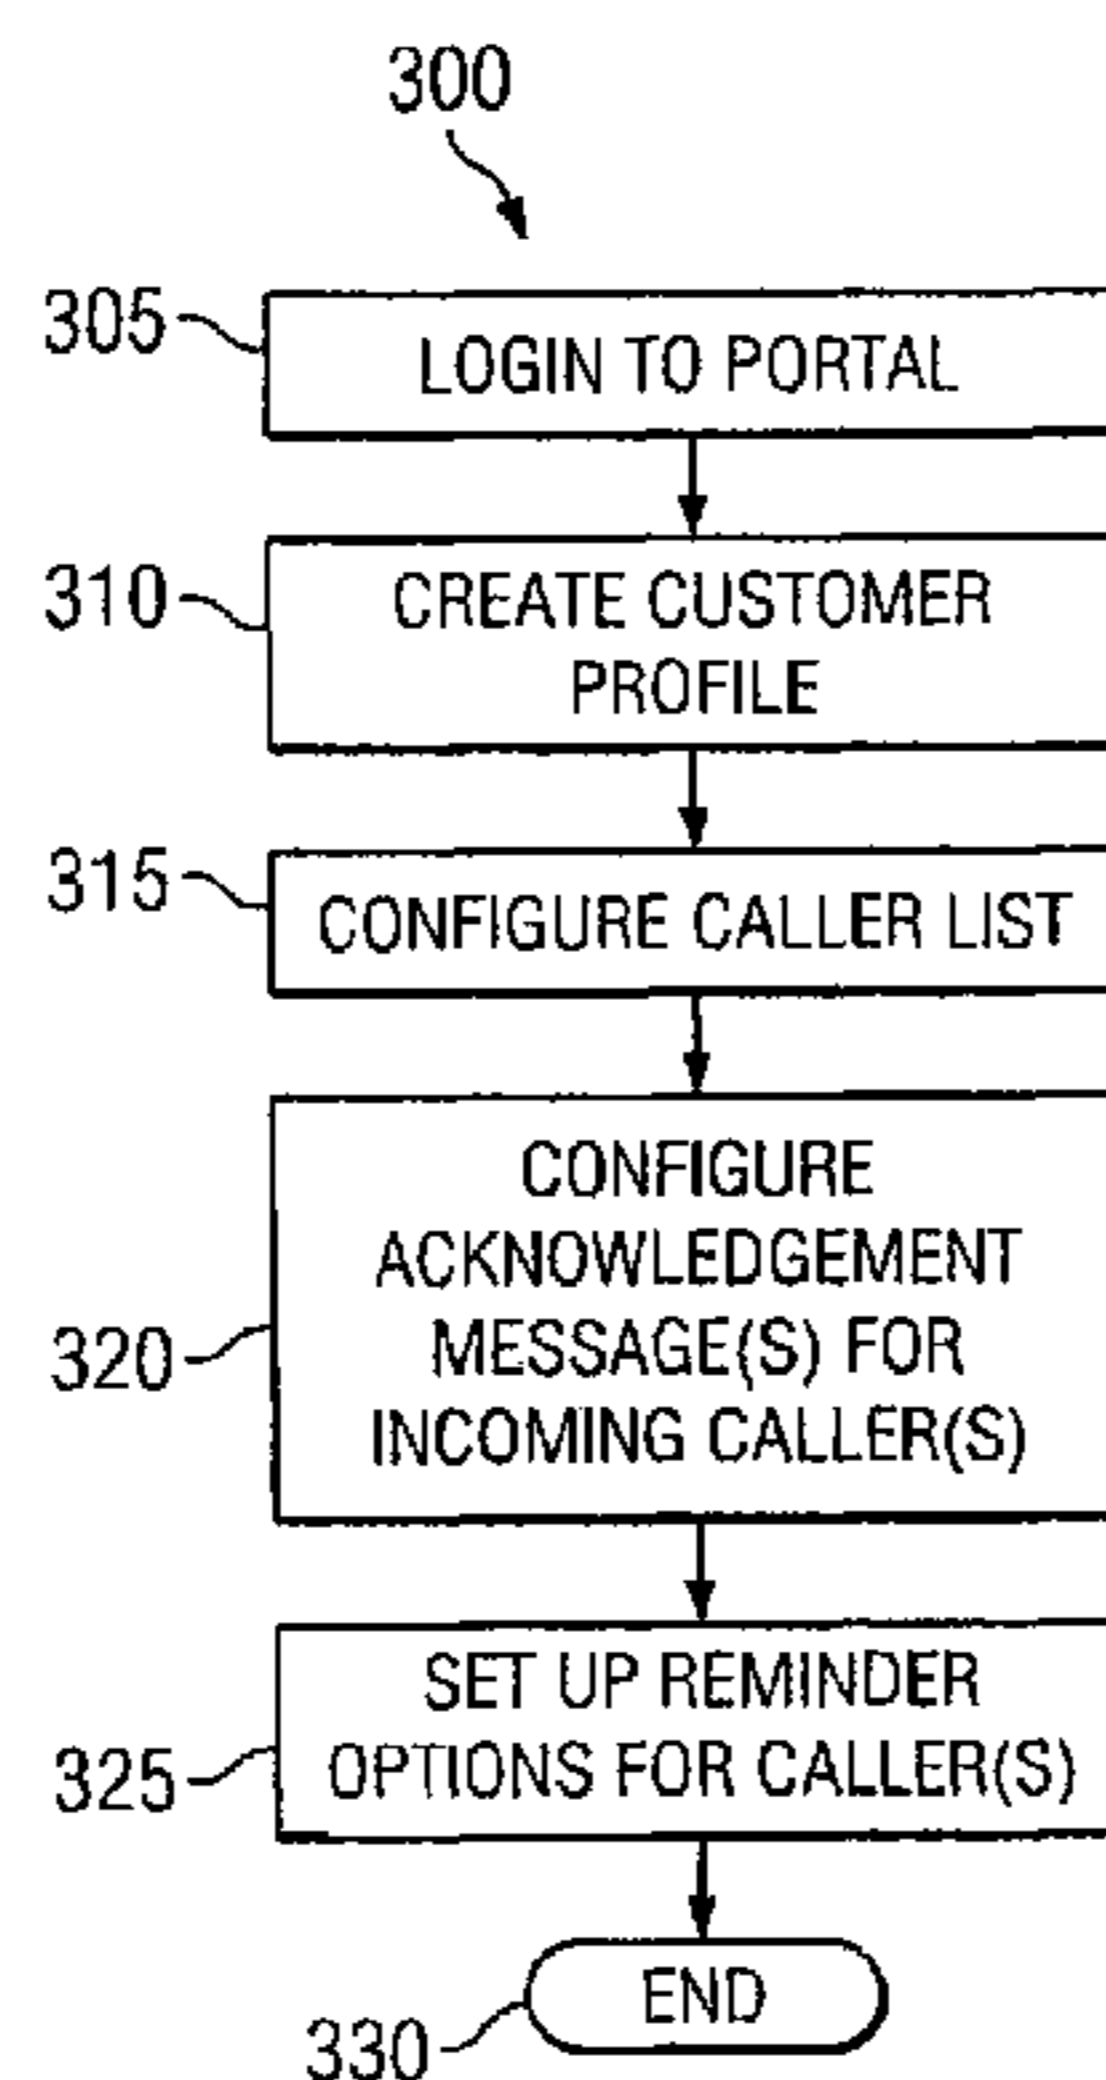 300
305
LOGIN TO PORTAL
310
CREATE CUSTOMER
PROFILE
315
CONFIGURE CALLER LIST
320
CONFIGURE
ACKNOWLEDGEMENT
MESSAGE(S) FOR
INCOMING CALLER(S)
325
SET UP REMINDER
OPTIONS FOR CALLER(S)
END
330